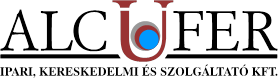 ALCUFER
IPARI, KERESKEDELMI ÉS SZOLGÁLTATÓ KFT.